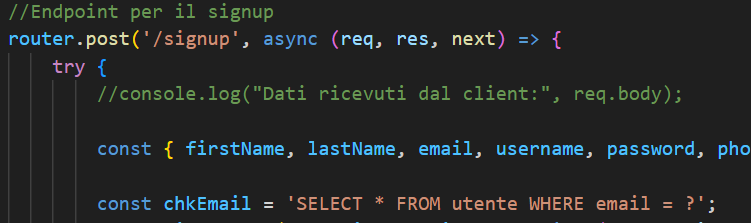 //Endpoint per il signup
router.post('/signup', async (req, res, next) => {
try {
//console.log("Dati ricevuti dal client:", req.body);
const { firstName, lastName, email, username, password, pho
const chkEmail = 'SELECT * FROM utente WHERE email = ?';